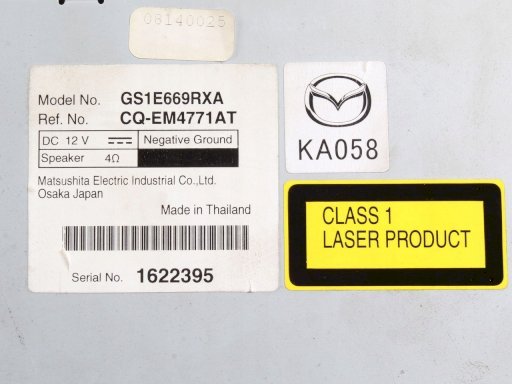 08140025
Model No. GS1E669RXA
Ref. No. CQ-EM4771AT
DC 12 V Negative Ground
Speaker 4Ω
Matsushita Electric Industrial Co.,Ltd.
Osaka Japan
Made in Thailand
Serial No. 1622395
KA058
CLASS 1
LASER PRODUCT